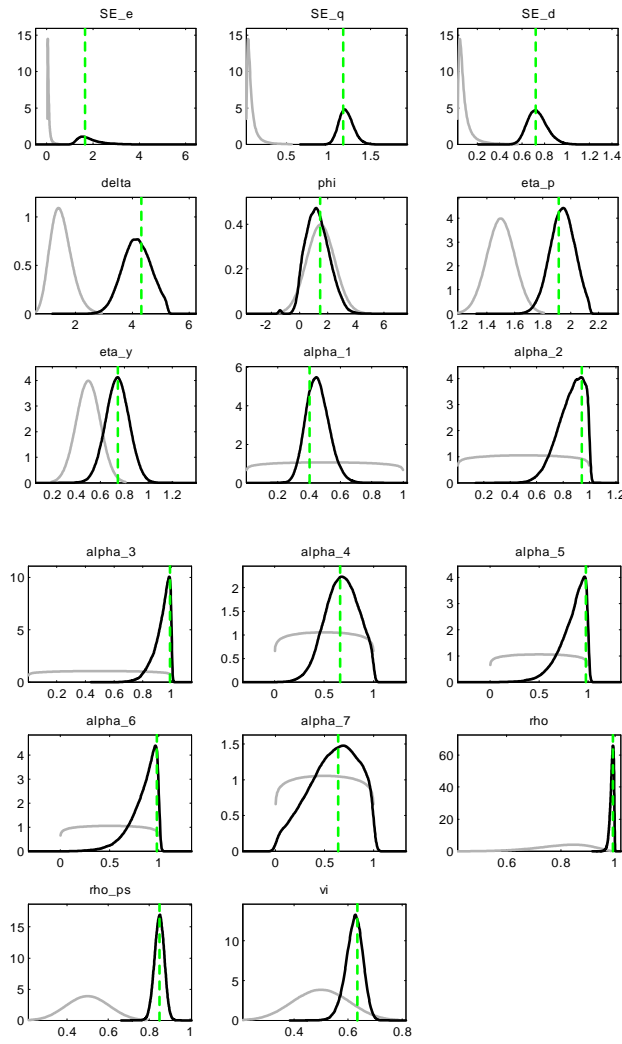 SE_e SE_q SE_d
15 15 15
10 10 10
5 5 5
0 0 0
0 2 4 6 0.5 1 1.5 0.2 0.4 0.6 0.8 1 1.2 1.4
delta phi eta_p
1 0.4 4
0.5 0.2 3
2
1
0 0 0
2 4 6 -2 0 2 4 6 1.2 1.4 1.6 1.8 2 2.2
eta_y alpha_1 alpha_2
4 6 4
3 4 3
2 2 2
1 1
0 0 0
0.2 0.4 0.6 0.8 1 1.2 0.2 0.4 0.6 0.8 1 0.2 0.4 0.6 0.8 1 1.2
alpha_3 alpha_4 alpha_5
10 2 4
5 1.5 3
1 2
0.5 1
0 0 0
0.2 0.4 0.6 0.8 1 0 0.5 1 0 0.5 1
alpha_6 alpha_7 rho
4 1.5 60
3 1 40
2 0.5 20
1
0 0 0
0 0.5 1 0 0.5 1 0.6 0.8 1
rho_ps vi
15 10
10 5
5
0 0
0.4 0.6 0.8 1 0.4 0.6 0.8